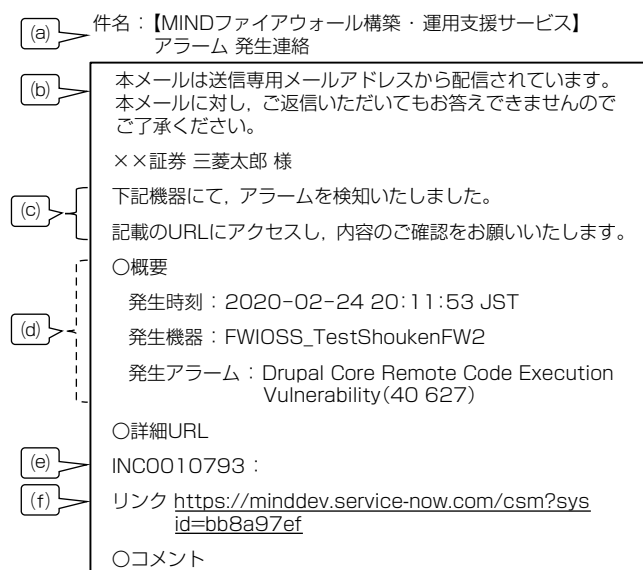 (a)
件名：【MINDファイアウォール構築・運用支援サービス】
アラーム 発生連絡
(b)
本メールは送信専用メールアドレスから配信されています。
本メールに対し，ご返信いただいてもお答えできませんので
ご了承ください。
××証券 三菱太郎 様
(c)
下記機器にて，アラームを検知いたしました。
記載のURLにアクセスし，内容のご確認をお願いいたします。
(d)
○概要
発生時刻：2020-02-24 20：11：53 JST
発生機器：FWIOSS_TestShoukenFW2
発生アラーム：Drupal Core Remote Code Execution
Vulnerability(40 627)
○詳細URL
(e)
INC0010793：
(f)
リンク https://minddev.service-now.com/csm?sys
id=bb8a97ef
○コメント